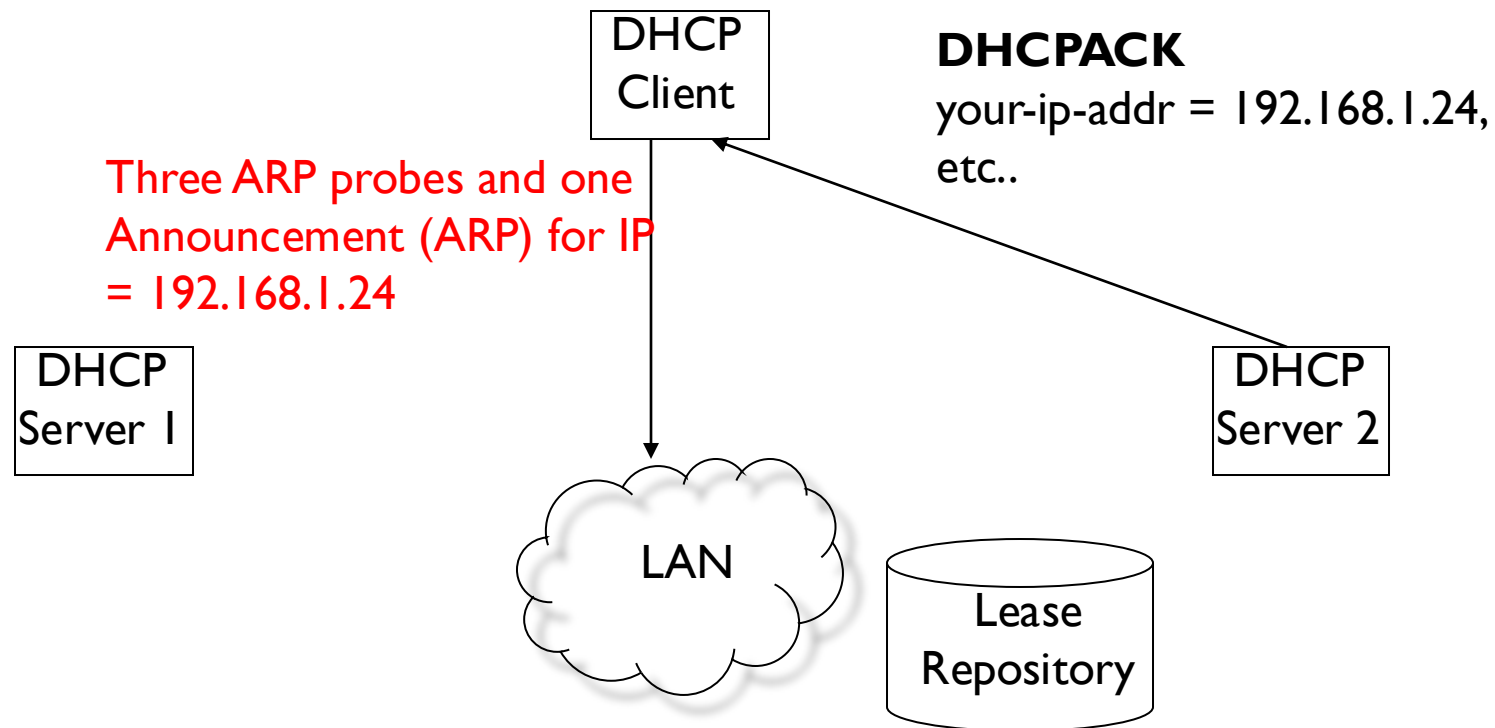 DHCP
Client
DHCPACK
your-ip-addr = 192.168.1.24,
etc..
Three ARP probes and one
Announcement (ARP) for IP
= 192.168.1.24
DHCP
Server 1
DHCP
Server 2
LAN
Lease
Repository